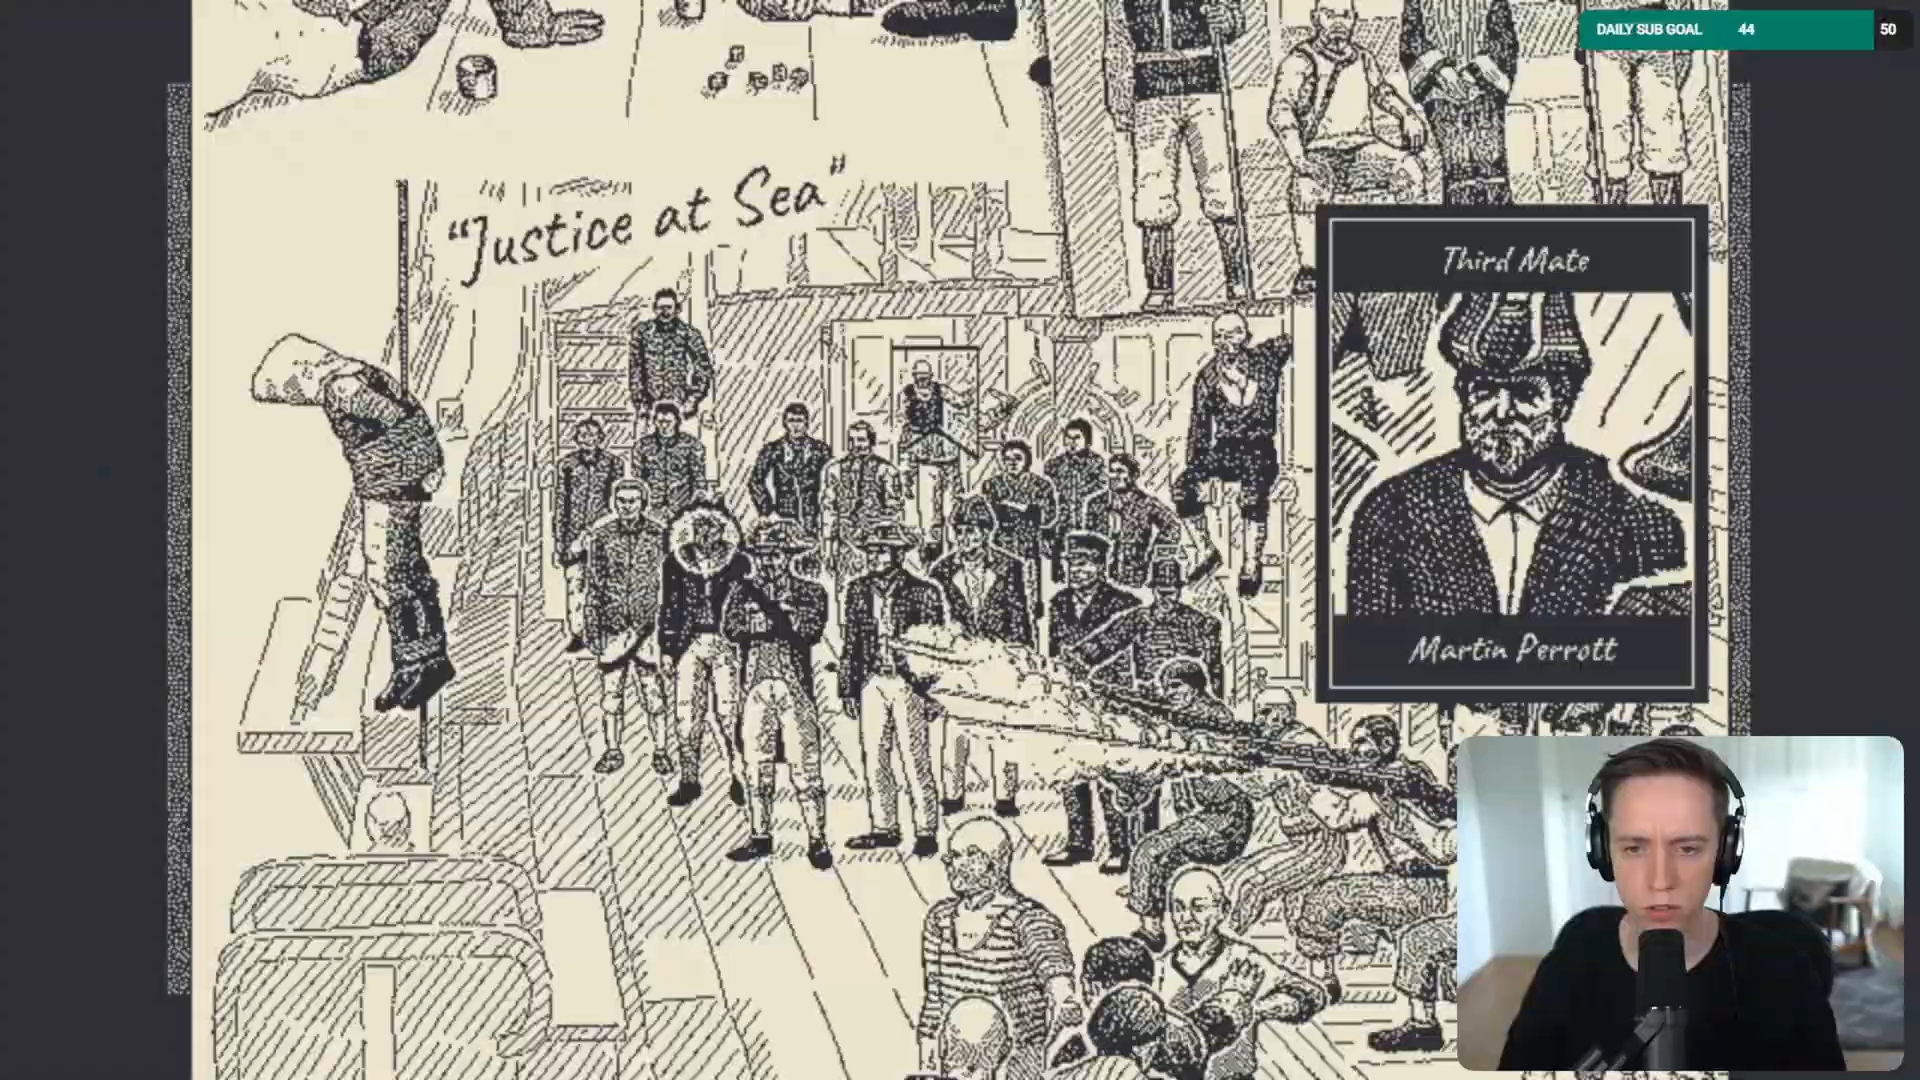 DAILY SUB GOAL 44 50
"Justice at Sea"
Third Mate
Martin Perrott